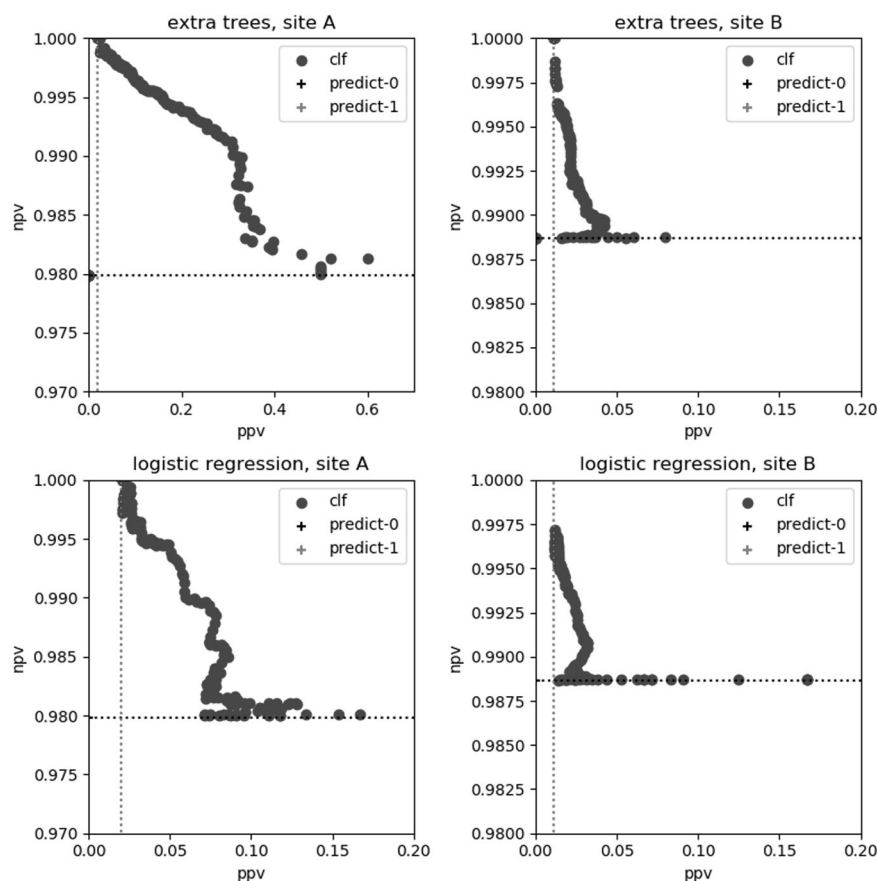 extra trees, site A
1.000
0.995
0.990
0.985
0.980
0.975
0.970
npv
0.0
0.2
0.4
0.6
ppv
clf
predict-0
predict-1
extra trees, site B
1.0000
0.9975
0.9950
0.9925
0.9900
0.9875
0.9850
0.9825
0.9800
npv
0.00
0.05
0.10
0.15
0.20
ppv
clf
predict-0
predict-1
logistic regression, site A
1.000
0.995
0.990
0.985
0.980
0.975
0.970
npv
0.00
0.05
0.10
0.15
0.20
ppv
clf
predict-0
predict-1
logistic regression, site B
1.0000
0.9975
0.9950
0.9925
0.9900
0.9875
0.9850
0.9825
0.9800
npv
0.00
0.05
0.10
0.15
0.20
ppv
clf
predict-0
predict-1